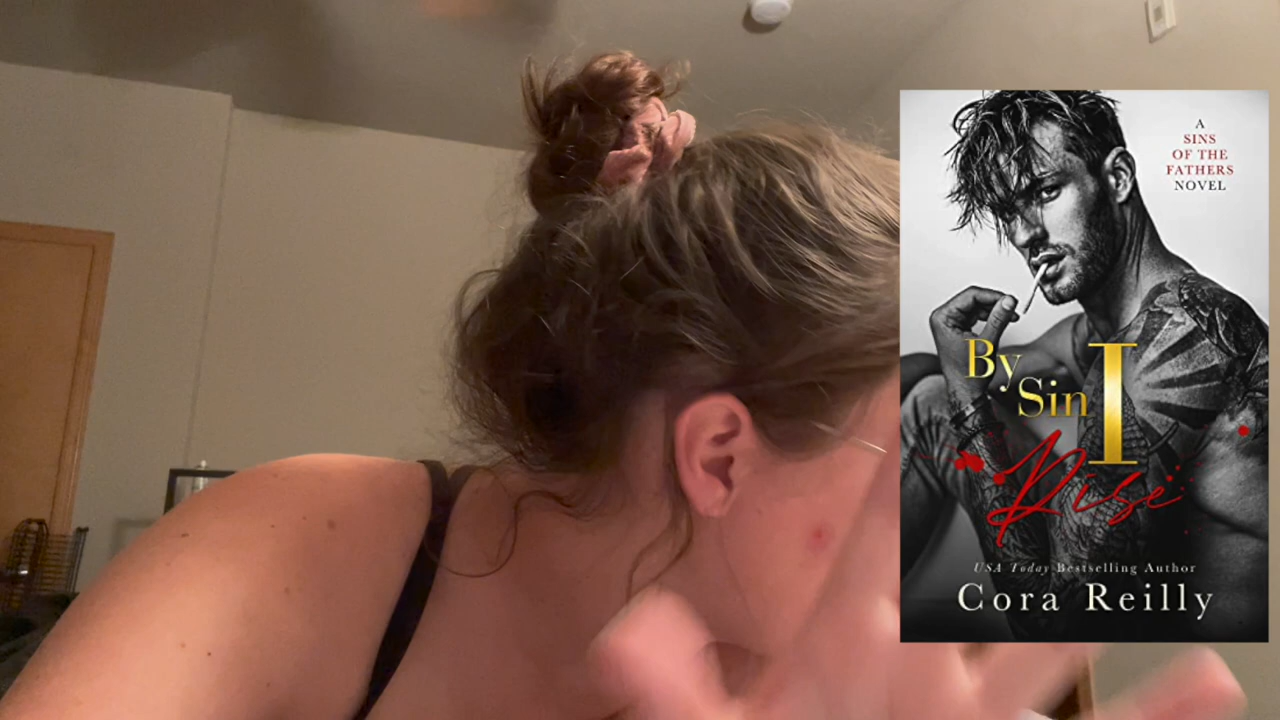 A
SINS
OF THE
FATHERS
NOVEL
By
Sin I
Rise
USA Today Bestselling Author
Cora Reilly